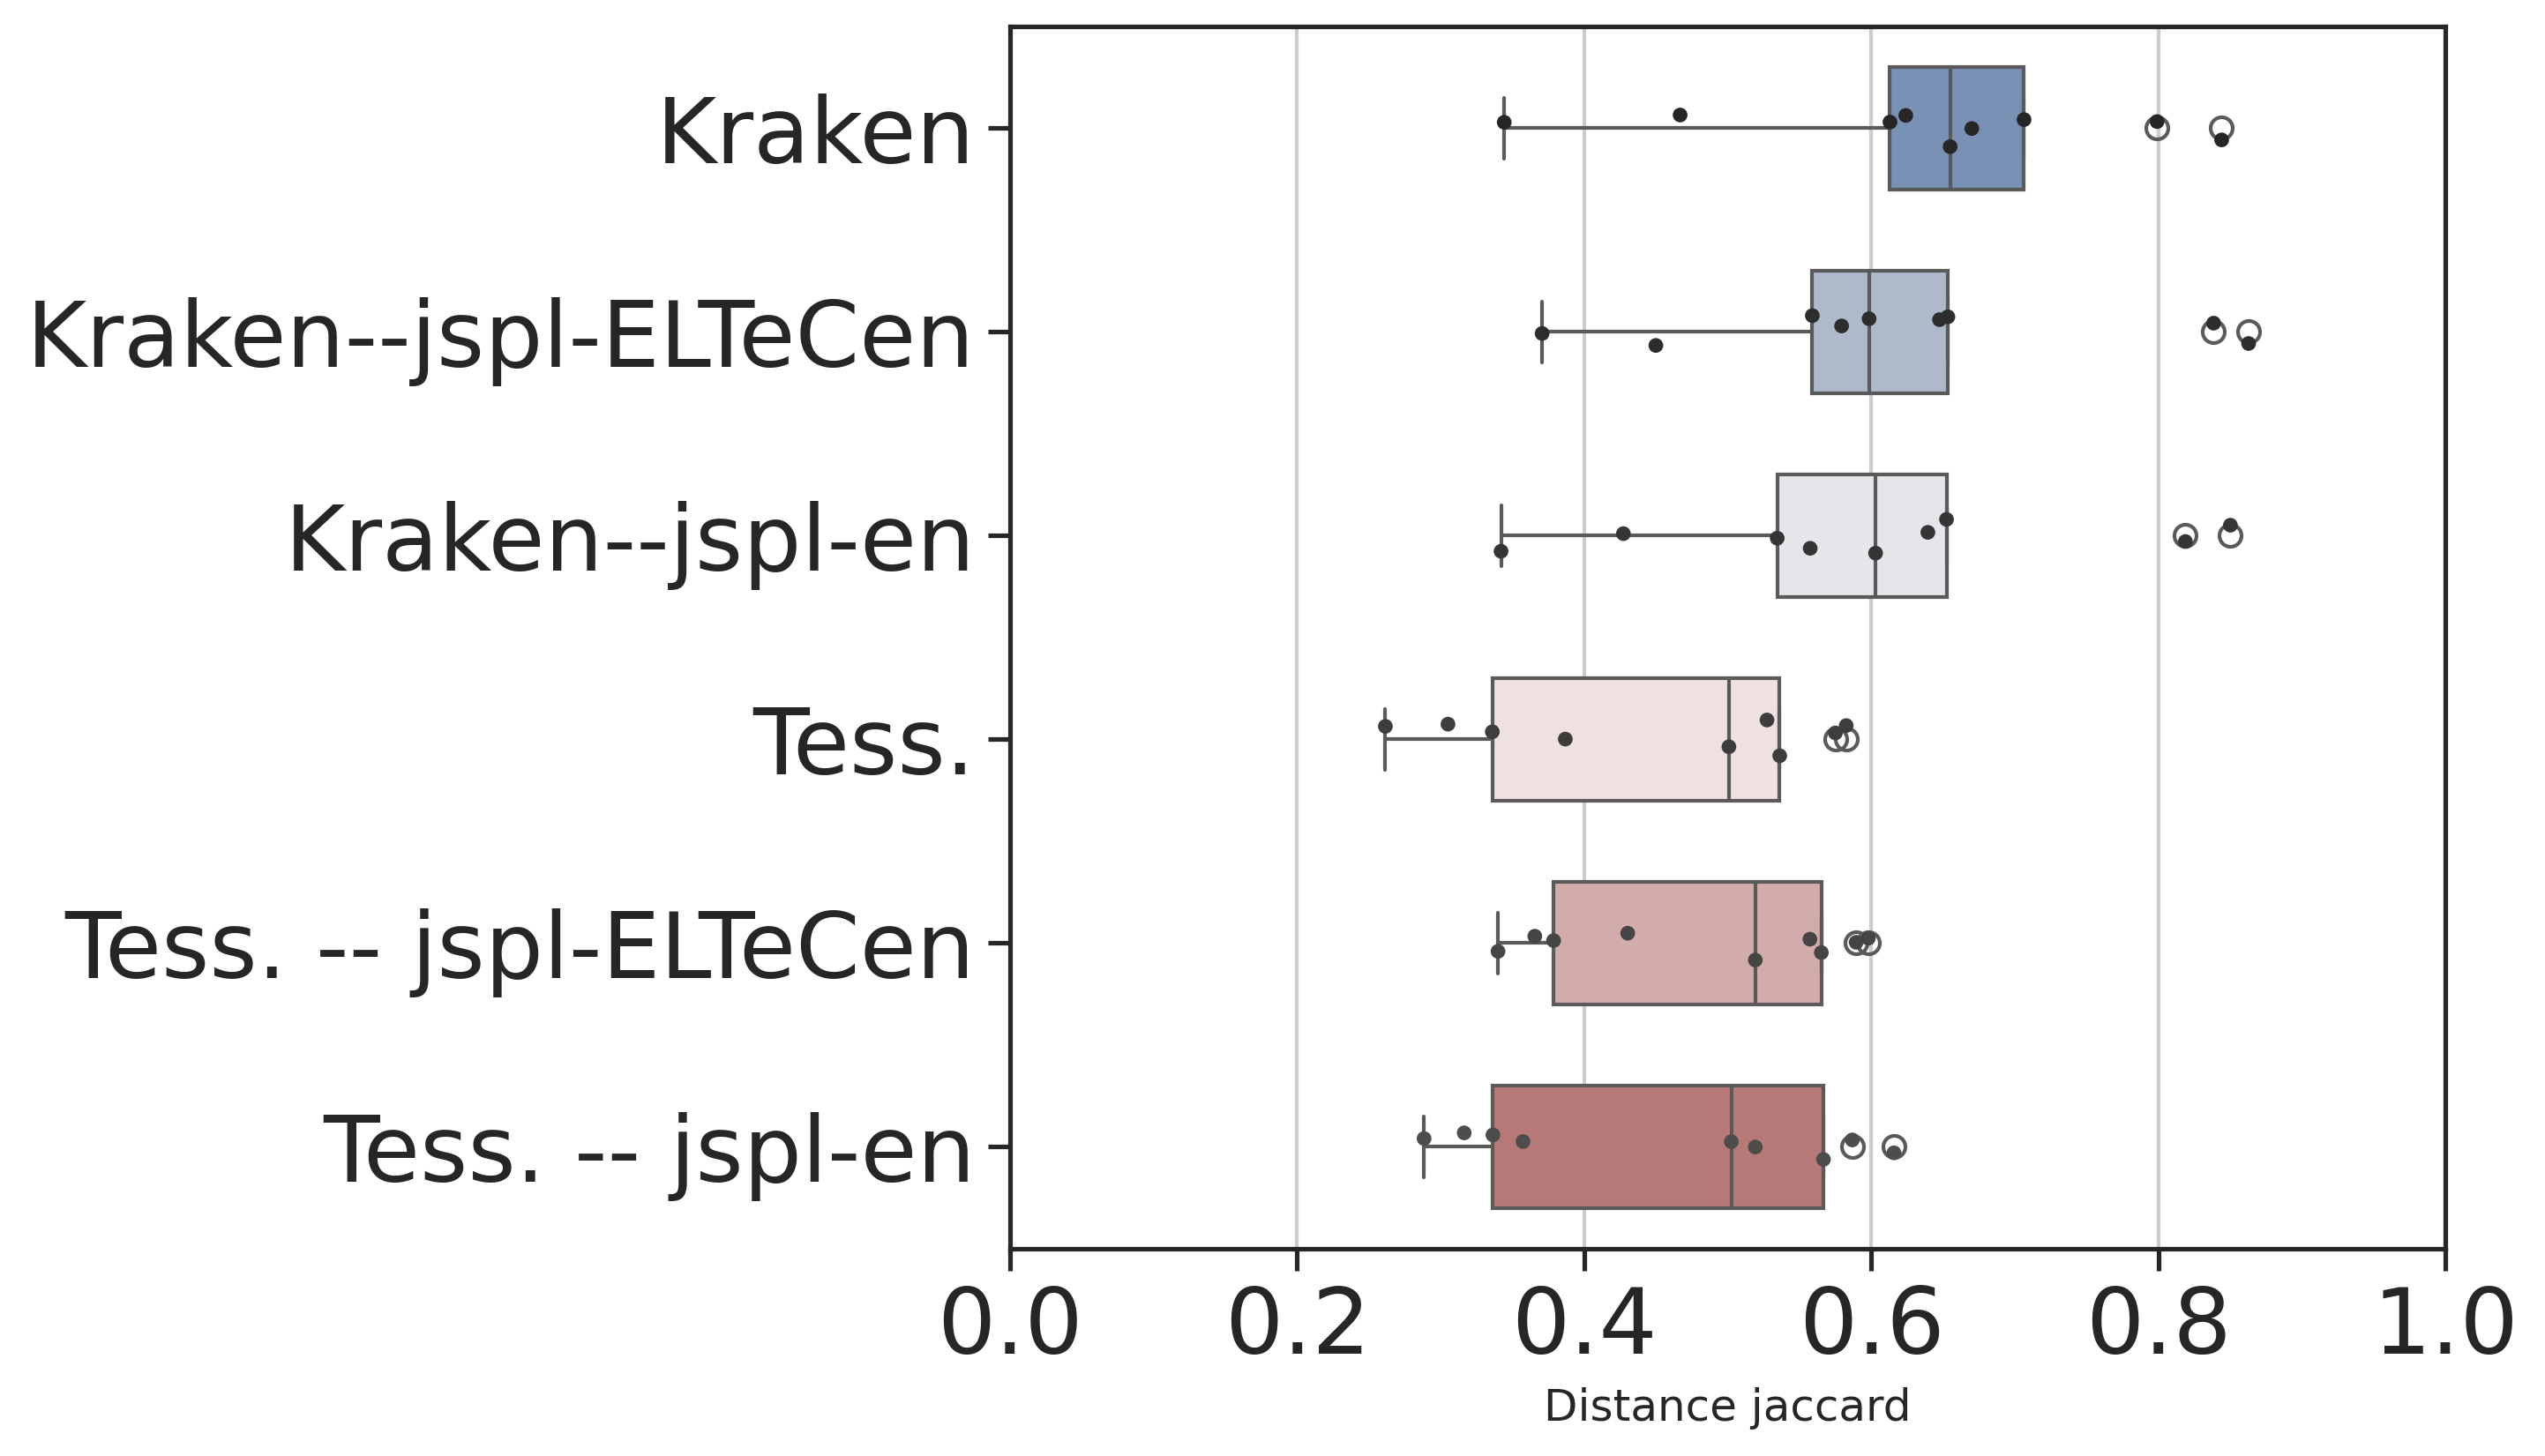 Kraken
Kraken--jspl-ELTeCen
Kraken--jspl-en
Tess.
Tess. -- jspl-ELTeCen
Tess. -- jspl-en
0.0 0.2 0.4 0.6 0.8 1.0
Distance jaccard